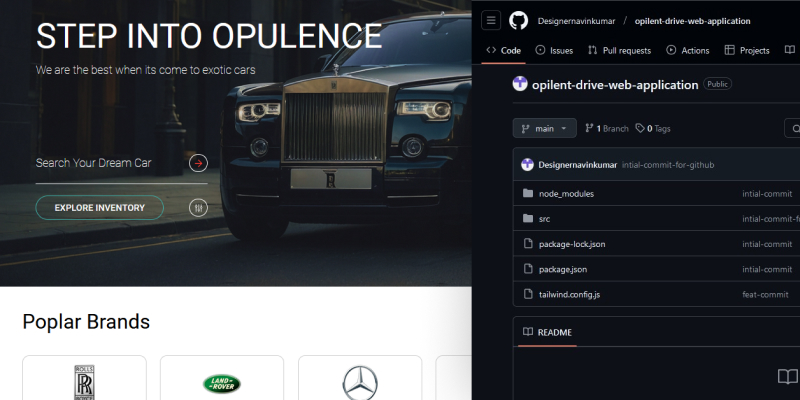 STEP INTO OPULENCE
We are the best when its come to exotic cars
Search Your Dream Car
EXPLORE INVENTORY
Poplar Brands
ROLLS
RR
LAND-
ROVER
Designernavinkumar / opilent-drive-web-application
Code Issues Pull requests Actions Projects
opilent-drive-web-application Public
main 1 Branch 0 Tags
Designernavinkumar intial-commit-for-github
node_modules intial-commit
src intial-commit-fo
package-lock.json intial-commit
package.json intial-commit
tailwind.config.js feat-commit
README